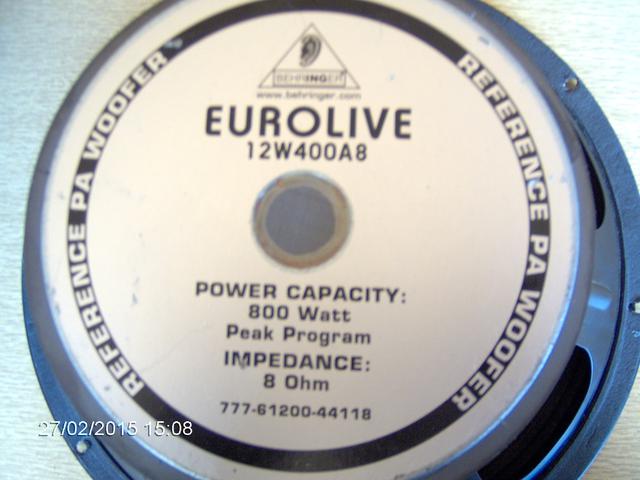 BEHRINGER
www.behringer.com
EUROLIVE
12W400A8
REFERENCE PA WOOFER
REFERENCE PA WOOFER
POWER CAPACITY:
800 Watt
Peak Program
IMPEDANCE:
8 Ohm
777-61200-44118
27/02/2015 15:08